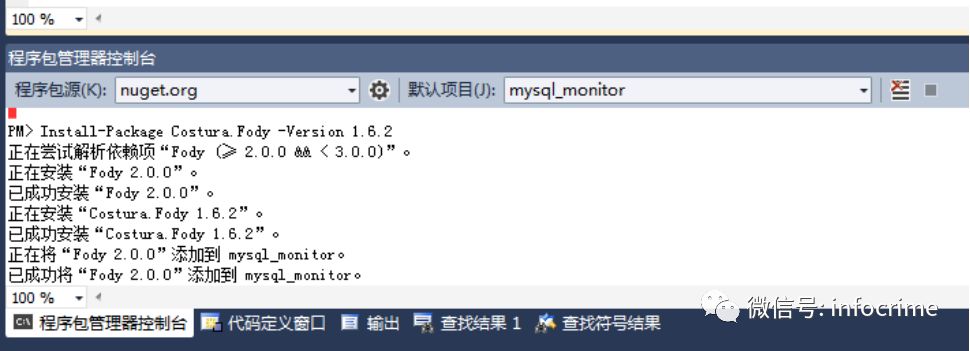 100 %
程序包管理器控制台
程序包源(K): nuget.org 默认项目(J): mysql_monitor
PM> Install-Package Costura.Fody -Version 1.6.2
正在尝试解析依赖项“Fody (≥ 2.0.0 && < 3.0.0)”。
正在安装“Fody 2.0.0”。
已成功安装“Fody 2.0.0”。
正在安装“Costura.Fody 1.6.2”。
已成功安装“Costura.Fody 1.6.2”。
正在将“Fody 2.0.0”添加到 mysql_monitor。
已成功将“Fody 2.0.0”添加到 mysql_monitor。
100 %
微信号: infocrime
程序包管理器控制台 代码定义窗口 输出 查找结果 1 查找符号结果